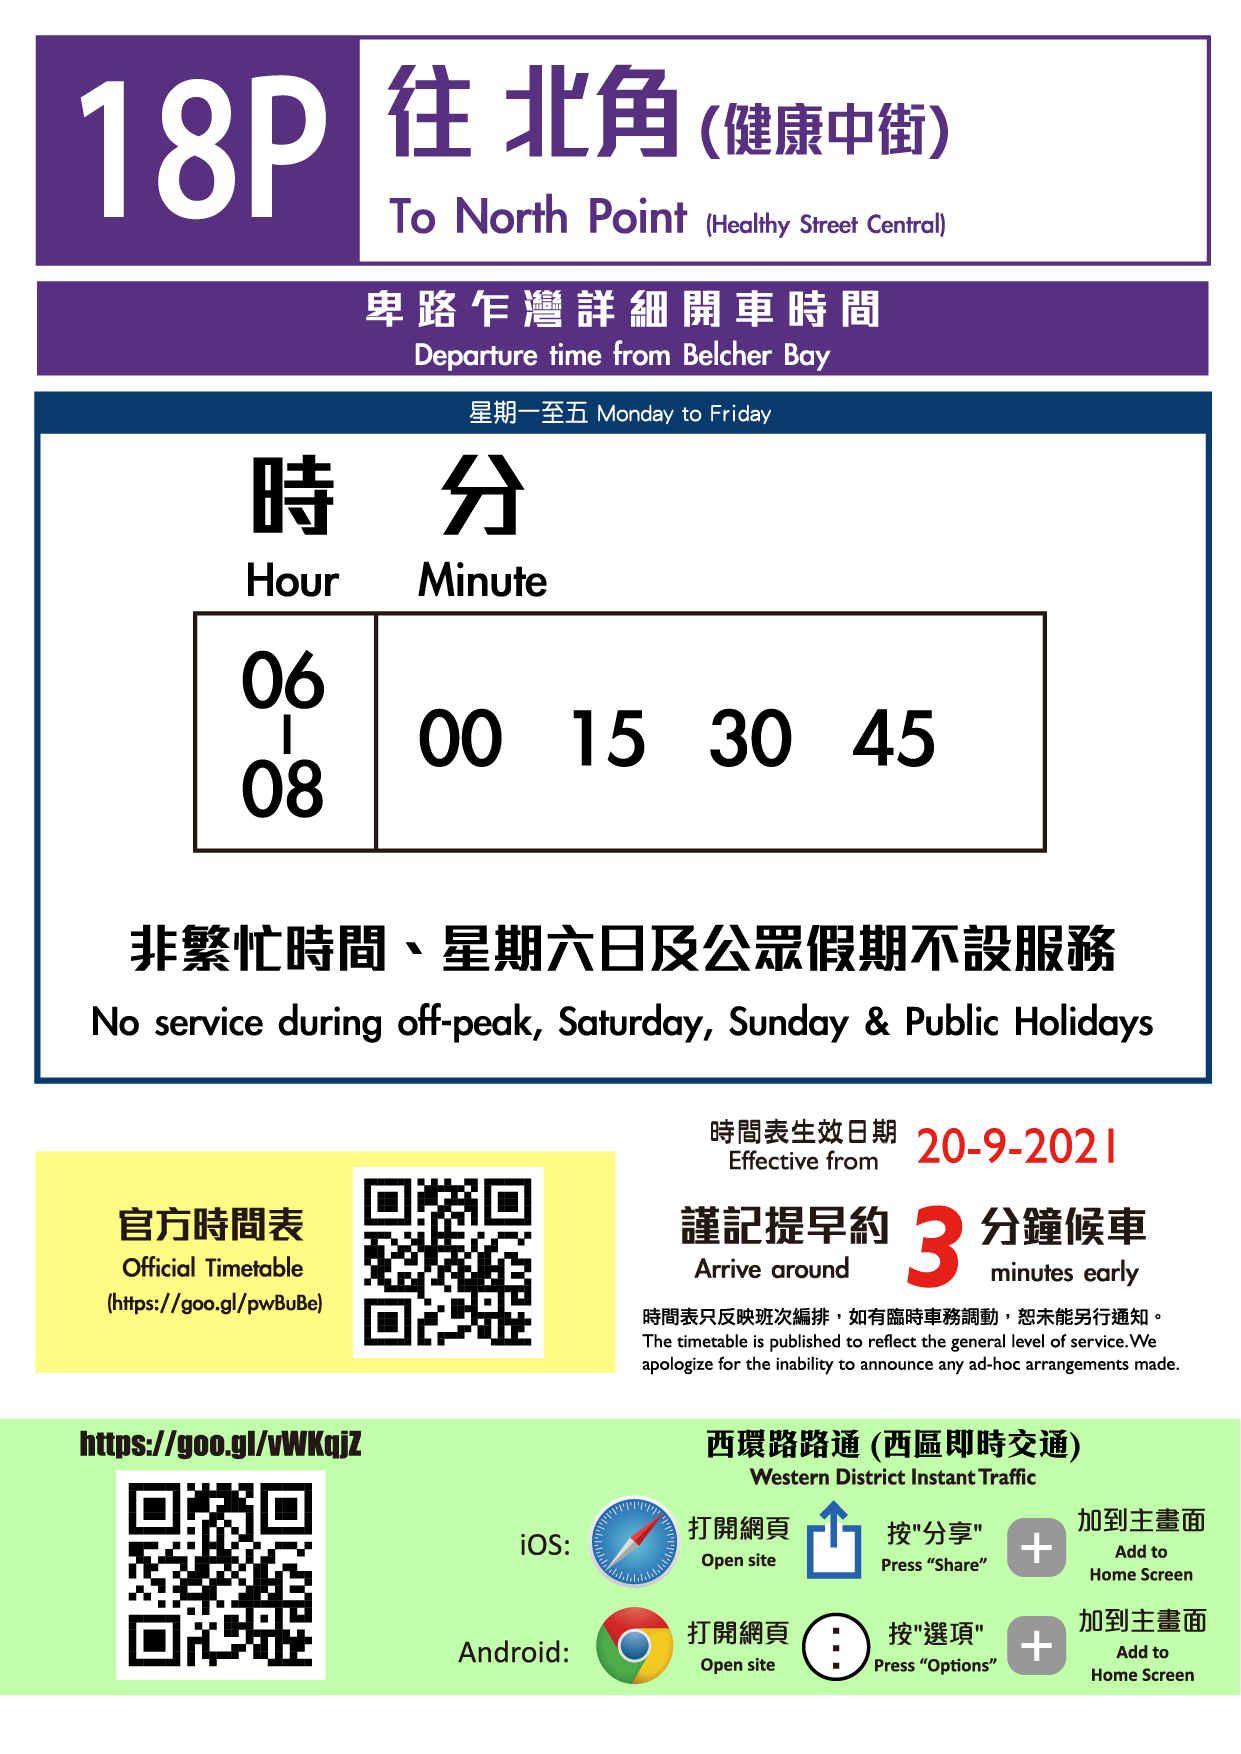 18P
往 北角 (健康中街)
To North Point (Healthy Street Central)
卑路乍灣詳細開車時間
Departure time from Belcher Bay
星期一至五 Monday to Friday
時 分
Hour Minute
06
|
08
00 15 30 45
非繁忙時間、星期六日及公眾假期不設服務
No service during off-peak, Saturday, Sunday & Public Holidays
時間表生效日期
Effective from
20-9-2021
官方時間表
Official Timetable
(https://goo.gl/pwBuBe)
謹記提早約 3 分鐘候車
Arrive around minutes early
時間表只反映班次編排，如有臨時車務調動，恕未能另行通知。
The timetable is published to reflect the general level of service. We
apologize for the inability to announce any ad-hoc arrangements made.
https://goo.gl/vWKqjZ
西環路路通 (西區即時交通)
Western District Instant Traffic
iOS:
打開網頁
Open site
按"分享"
Press “Share”
+
加到主畫面
Add to
Home Screen
Android:
打開網頁
Open site
按"選項"
Press “Options”
+
加到主畫面
Add to
Home Screen